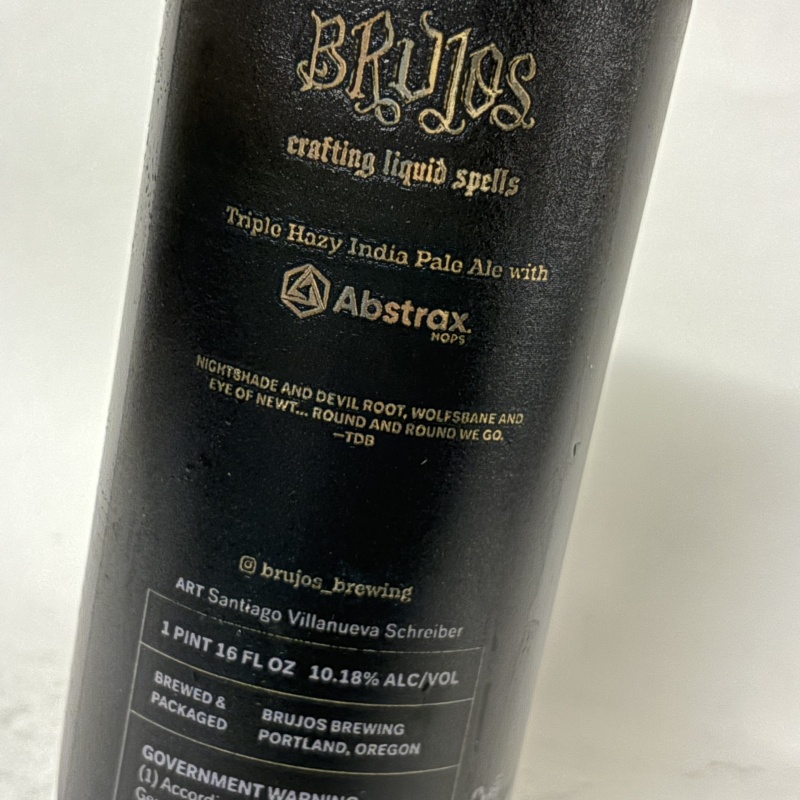 BRUJOS
crafting liquid spells
Triple Hazy India Pale Ale with
Abstrax
HOPS
NIGHTSHADE AND DEVIL ROOT, WOLFSBANE AND
EYE OF NEWT... ROUND AND ROUND WE GO.
—TDB
brujos_brewing
ART Santiago Villanueva Schreiber
1 PINT 16 FL OZ 10.18% ALC/VOL
BREWED &
PACKAGED
BRUJOS BREWING
PORTLAND, OREGON
GOVERNMENT WARNING
(1) Accordi